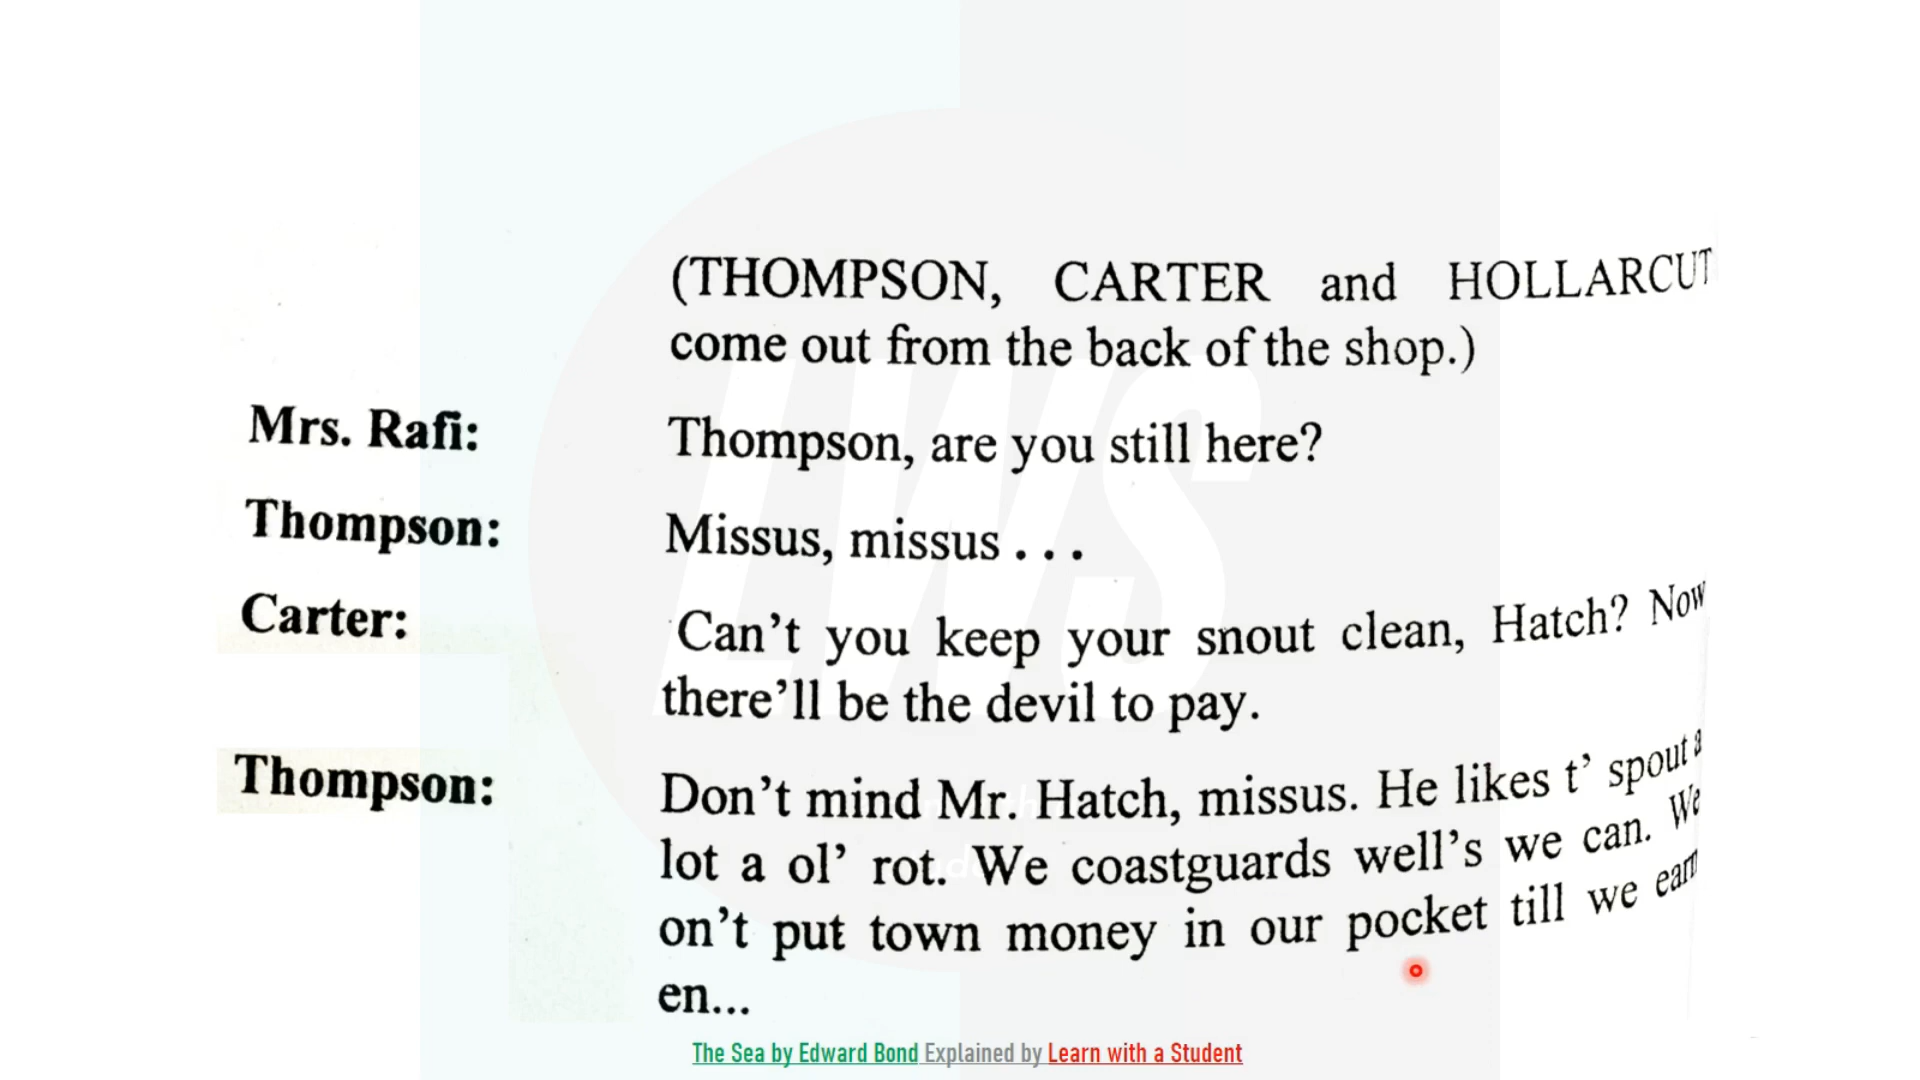 (THOMPSON, CARTER and HOLLARCUT
come out from the back of the shop.)
Mrs. Rafi: Thompson, are you still here?
Thompson: Missus, missus . . .
Carter: Can't you keep your snout clean, Hatch? Now
there'll be the devil to pay.
Thompson: Don't mind Mr. Hatch, missus. He likes t' spout a
lot a ol' rot. We coastguards well's we can. We
on't put town money in our pocket till we earn
en...
LWS
The Sea by Edward Bond Explained by Learn with a Student